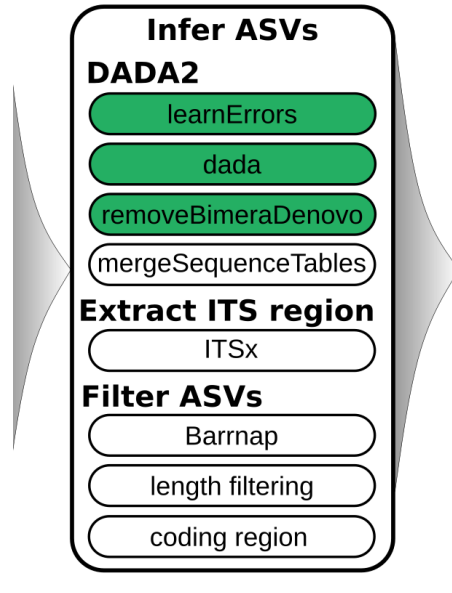 Infer ASVs
DADA2
learnErrors
dada
removeBimeraDenovo
mergeSequenceTables
Extract ITS region
ITSx
Filter ASVs
Barrnap
length filtering
coding region